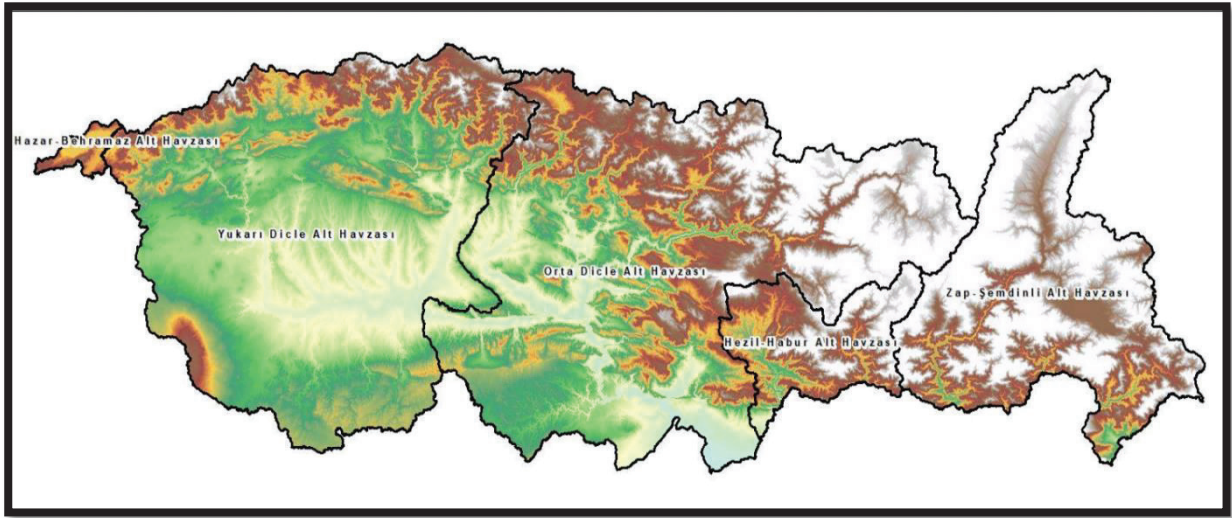 Hazar-Behramaz Alt Havzası
Yukarı Dicle Alt Havzası
Orta Dicle Alt Havzası
Zap-Şemdinli Alt Havzası
Hezil-Habur Alt Havzası